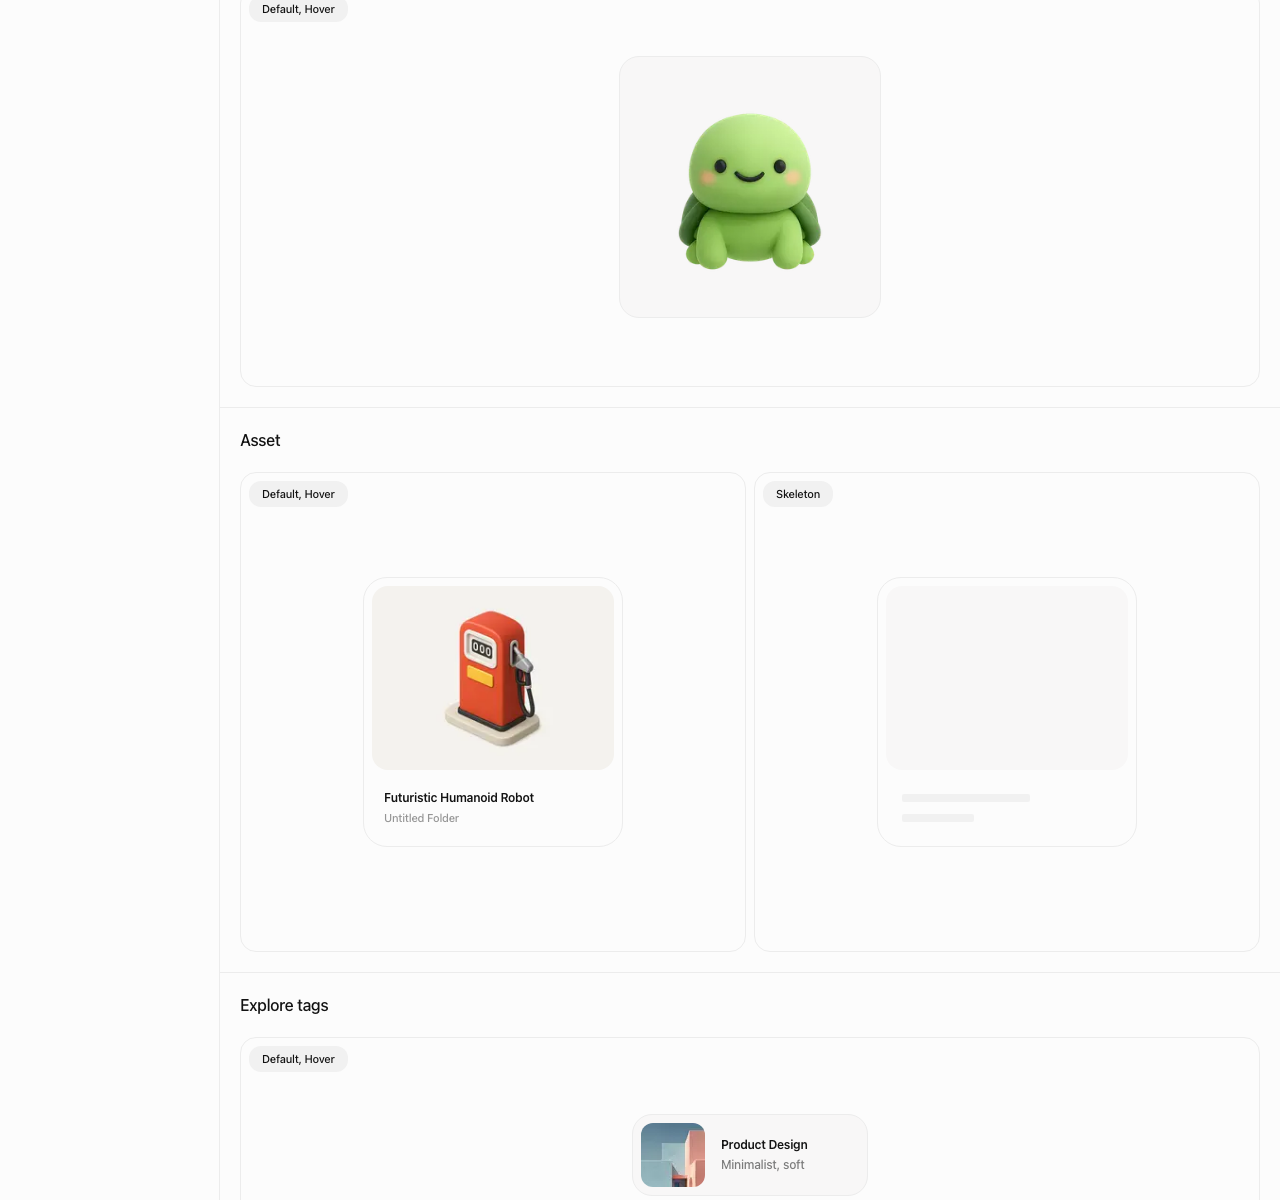 Default, Hover
Asset
Default, Hover
Skeleton
000
Futuristic Humanoid Robot
Untitled Folder
Explore tags
Default, Hover
Product Design
Minimalist, soft